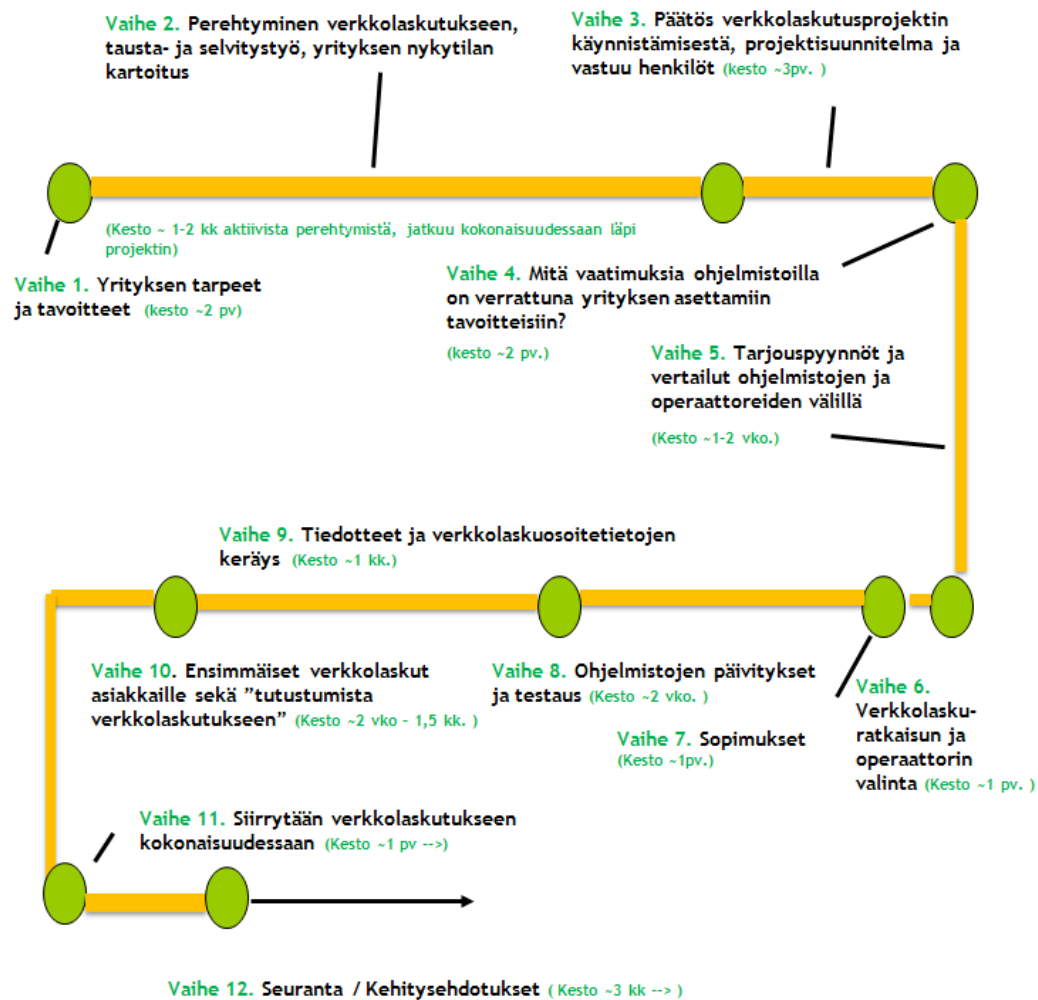 Vaihe 2. Perehtyminen verkkolaskutukseen,
tausta- ja selvitystyö, yrityksen nykytilan
kartoitus
Vaihe 3. Päätös verkkolaskutusprojektin
käynnistämisestä, projektisuunnitelma ja
vastuu henkilöt (kesto ~3pv. )
(Kesto ~ 1-2 kk aktiivista perehtymistä, jatkuu kokonaisuudessaan läpi
projektin)
Vaihe 1. Yrityksen tarpeet
ja tavoitteet (kesto ~2 pv)
Vaihe 4. Mitä vaatimuksia ohjelmistoilla
on verrattuna yrityksen asettamiin
tavoitteisiin?
(kesto ~2 pv.)
Vaihe 5. Tarjouspyynnöt ja
vertailut ohjelmistojen ja
operaattoreiden välillä
(Kesto ~1-2 vko.)
Vaihe 9. Tiedotteet ja verkkolaskuosoitetietojen
keräys (Kesto ~1 kk.)
Vaihe 10. Ensimmäiset verkkolaskut
asiakkaille sekä ”tutustumista
verkkolaskutukseen” (Kesto ~2 vko - 1,5 kk. )
Vaihe 8. Ohjelmistojen päivitykset
ja testaus (Kesto ~2 vko. )
Vaihe 7. Sopimukset
(Kesto ~1pv.)
Vaihe 6.
Verkkolasku-
ratkaisun ja
operaattorin
valinta (Kesto ~1 pv. )
Vaihe 11. Siirrytään verkkolaskutukseen
kokonaisuudessaan (Kesto ~1 pv -->)
Vaihe 12. Seuranta / Kehitysehdotukset ( Kesto ~3 kk --> )